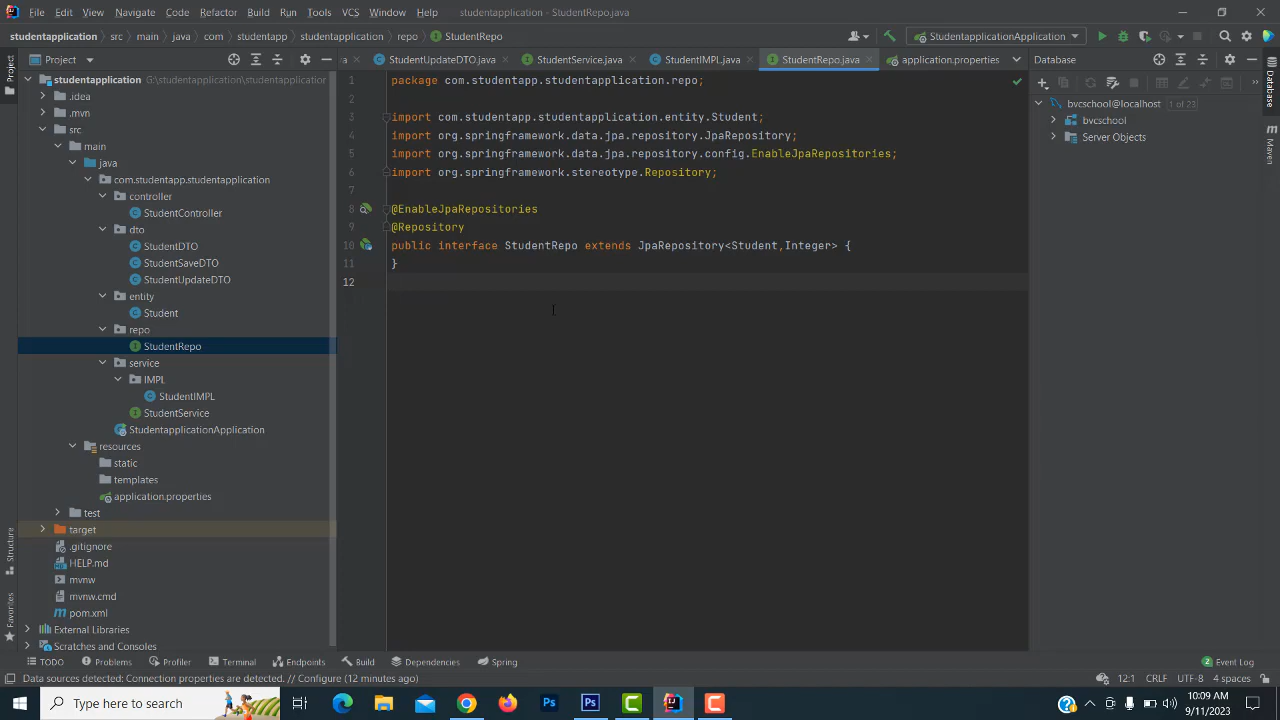 File Edit View Navigate Code Refactor Build Run Tools VCS Window Help studentapplication - StudentRepo.java
studentapplication src main java com studentapp studentapplication repo StudentRepo StudentapplicationApplication
Project a StudentUpdateDTO.java StudentService.java StudentIMPL.java StudentRepo.java application.properties Database
Project
Structure
Favorites
studentapplication G:\studentapplication\studentapplication
.idea
.mvn
src
main
java
com.studentapp.studentapplication
controller
StudentController
dto
StudentDTO
StudentSaveDTO
StudentUpdateDTO
entity
Student
repo
StudentRepo
service
IMPL
StudentIMPL
StudentService
StudentapplicationApplication
resources
static
templates
application.properties
test
target
.gitignore
HELP.md
mvnw
mvnw.cmd
pom.xml
External Libraries
Scratches and Consoles
1 package com.studentapp.studentapplication.repo;
2
3 import com.studentapp.studentapplication.entity.Student;
4 import org.springframework.data.jpa.repository.JpaRepository;
5 import org.springframework.data.jpa.repository.config.EnableJpaRepositories;
6 import org.springframework.stereotype.Repository;
7
8 @EnableJpaRepositories
9 @Repository
10 public interface StudentRepo extends JpaRepository<Student,Integer> {
11 }
12
bvcschool@localhost 1 of 23
bvcschool
Server Objects
Database
Maven
TODO Problems Profiler Terminal Endpoints Build Dependencies Spring Event Log
Data sources detected: Connection properties are detected. // Configure (12 minutes ago) 12:1 CRLF UTF-8 4 spaces
Type here to search Ps Ps 10:09 AM
9/11/2023